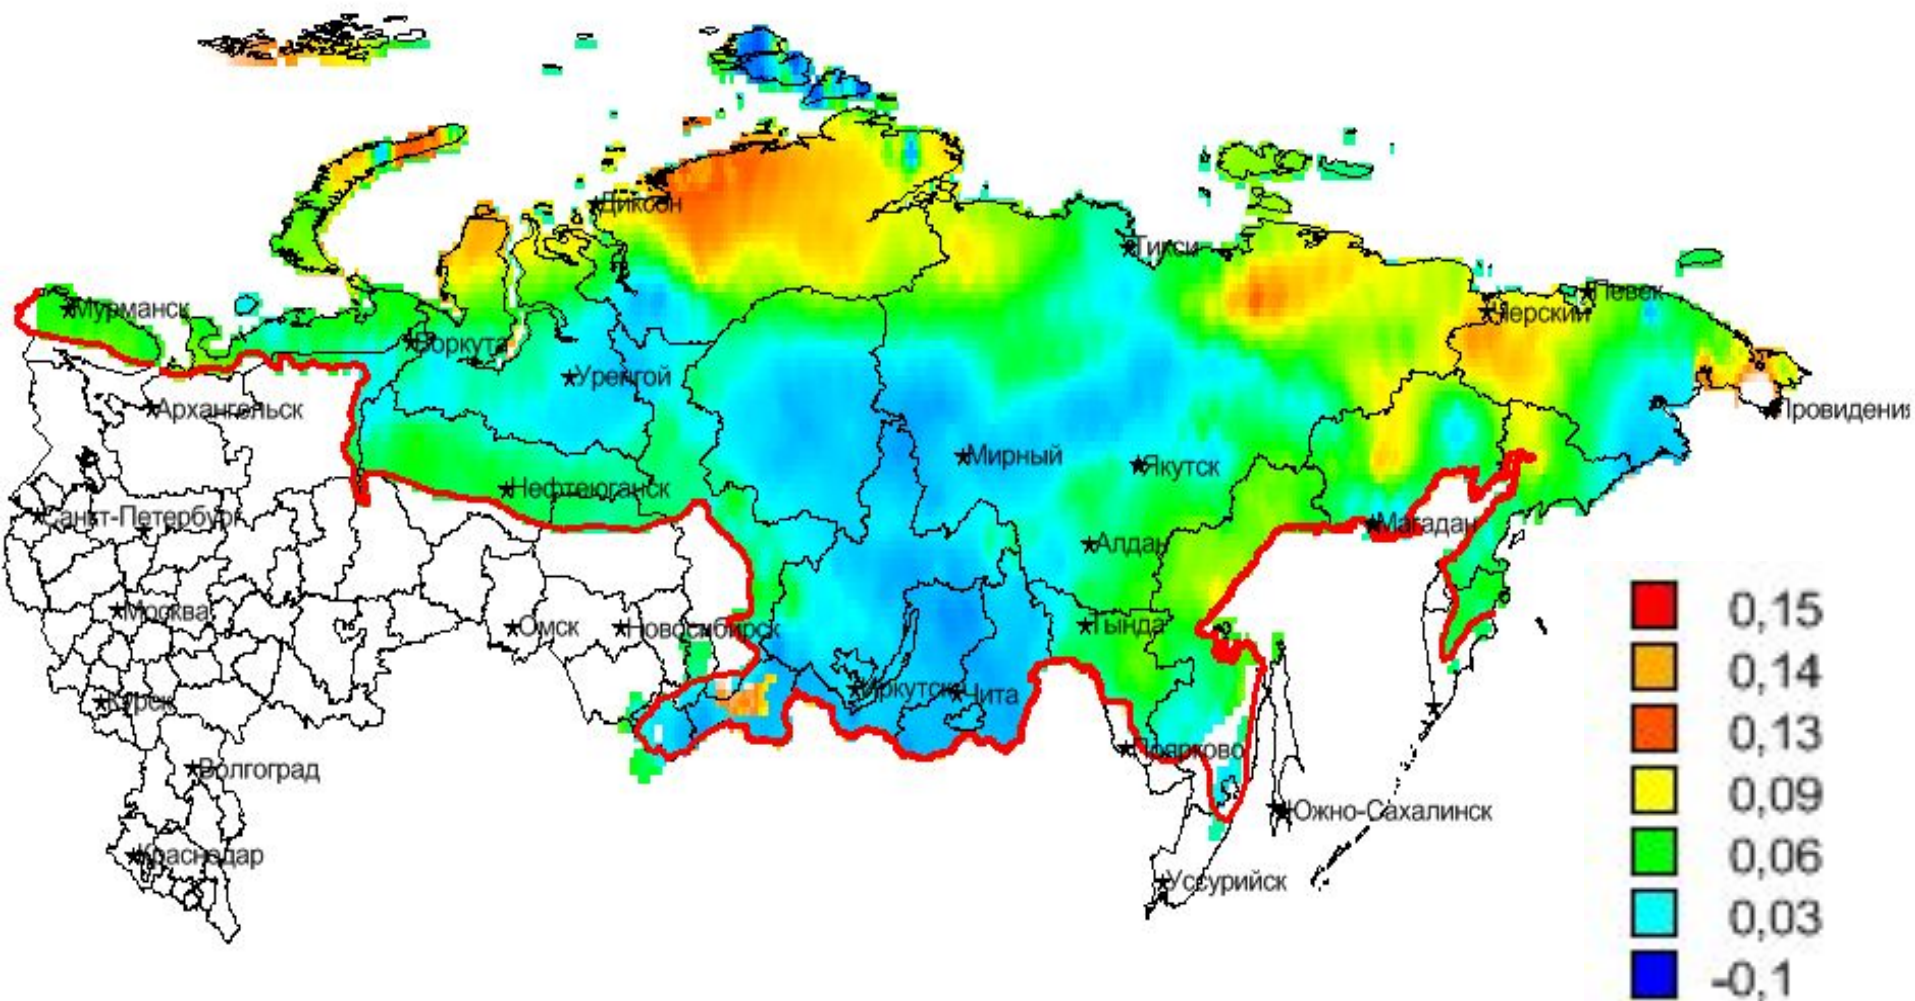 Диксон
Тикси
Певек
Мурманск
Черский
Воркута
Уренгой
Архангельск
Провидения
Мирный
Якутск
Нефтеюганск
Санкт-Петербург
Магадан
Алдан
Москва
Омск
Новосибирск
Тында
Иркутск
Чита
Курск
Поярково
Волгоград
Южно-Сахалинск
Краснодар
Уссурийск
0,15
0,14
0,13
0,09
0,06
0,03
-0,1